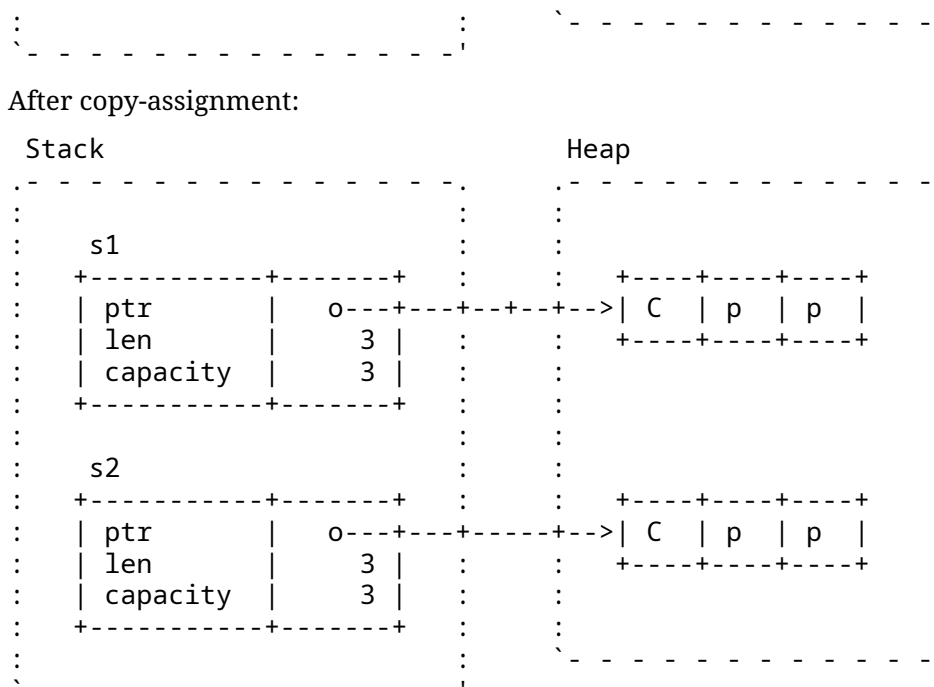 :                           :     `- - - - - - - - - - - -
`- - - - - - - - - - - - - -'
After copy-assignment:
 Stack                             Heap
.- - - - - - - - - - - - - -.     .- - - - - - - - - - - -
:                           :     :
:    s1                     :     :
:   +-----------+-------+   :     :   +----+----+----+
:   | ptr       |   o---+---+--+--+-->| C  | p  | p  |
:   | len       |     3 |   :     :   +----+----+----+
:   | capacity  |     3 |   :     :
:   +-----------+-------+   :     :
:                           :     :
:    s2                     :     :
:   +-----------+-------+   :     :   +----+----+----+
:   | ptr       |   o---+---+-----+-->| C  | p  | p  |
:   | len       |     3 |   :     :   +----+----+----+
:   | capacity  |     3 |   :     :
:   +-----------+-------+   :     :
:                           :     `- - - - - - - - - - - -
`- - - - - - - - - - - - - -'